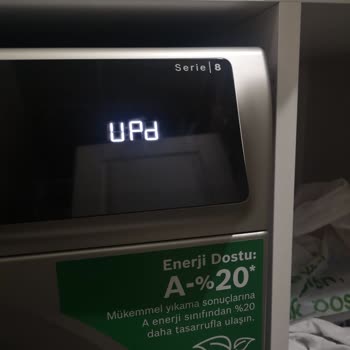 Serie | 8
UPd
Enerji Dostu:
A-%20*
Mükemmel yıkama sonuçlarına
A enerji sınıfından %20
daha tasarrufla ulaşın.